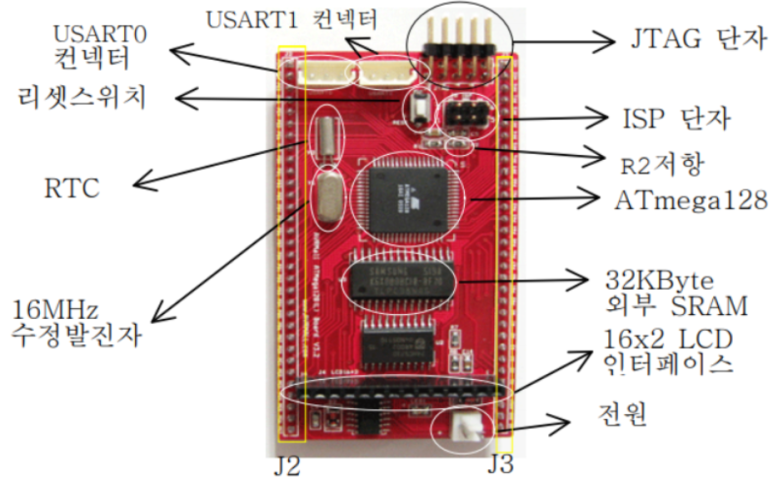 USART1 컨넥터
USART0
컨넥터
JTAG 단자
리셋스위치
ISP 단자
R2저항
RTC
ATmega128
SAMSUNG
32KByte
외부 SRAM
16MHz
수정발진자
16x2 LCD
인터페이스
전원
J2
J3